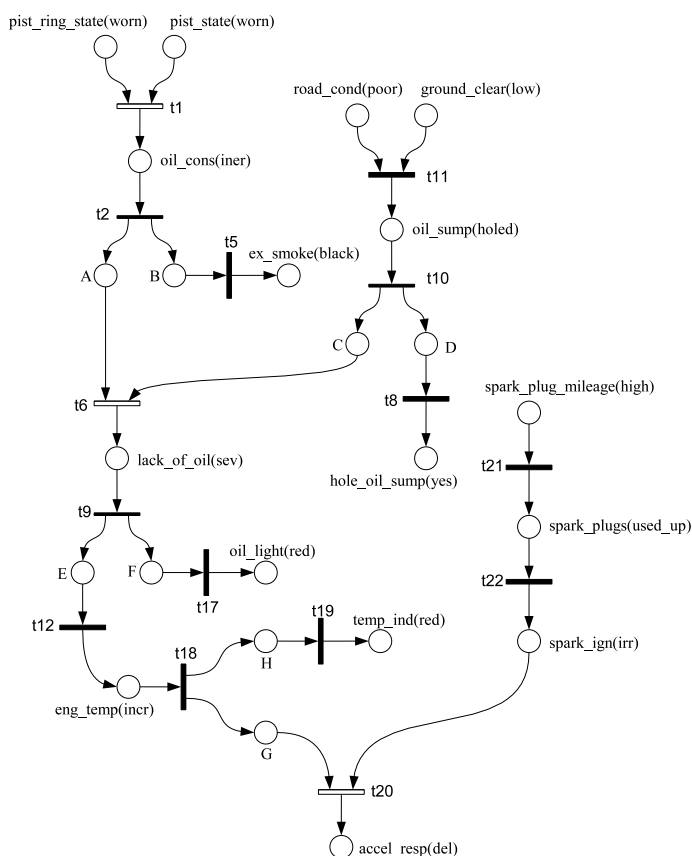 pist_ring_state(worn) pist_state(worn)
t1
road_cond(poor) ground_clear(low)
oil_cons(iner)
t11
t2
oil_sump(holed)
t5
ex_smoke(black)
A
B
t10
C
D
t6
t8
spark_plug_mileage(high)
lack_of_oil(sev)
hole_oil_sump(yes)
t21
t9
spark_plugs(used_up)
oil_light(red)
E
F
t17
t22
t12
t19
temp_ind(red)
t18
H
spark_ign(irr)
eng_temp(incr)
G
t20
accel_resp(del)